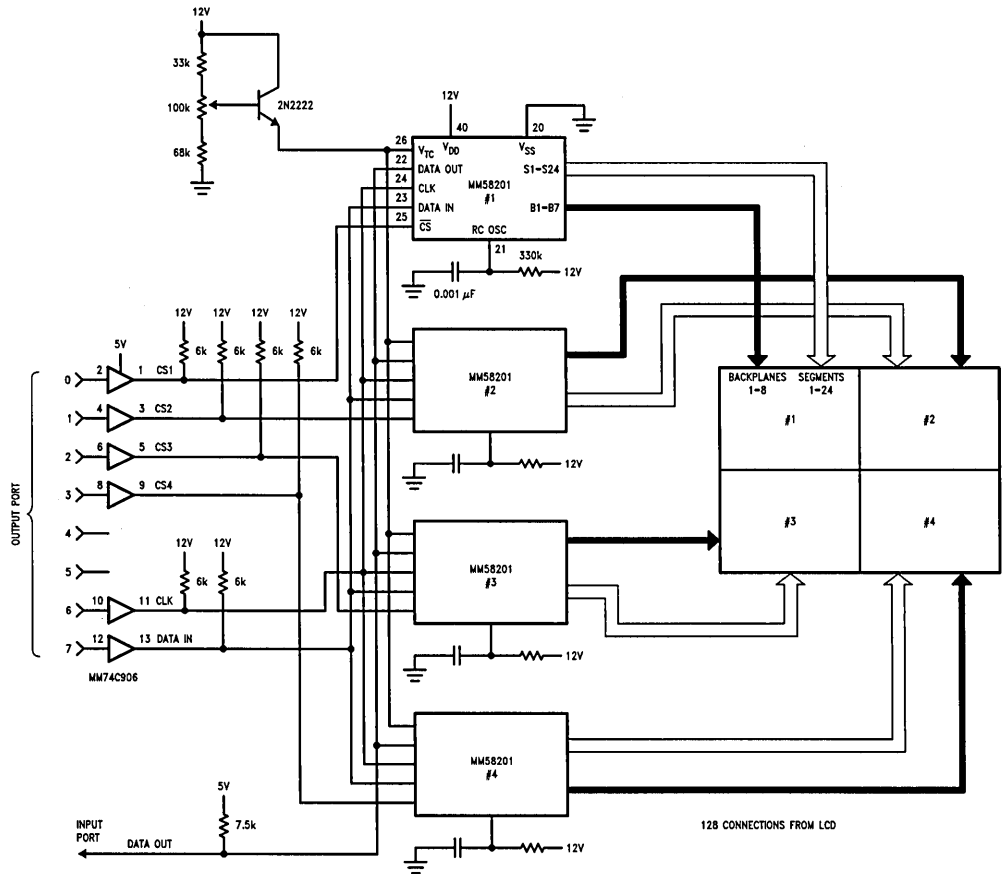 12V
33k
100k
2N2222
68k
12V
40
20
26 VTC VDD VSS
22 DATA OUT S1-S24
24 CLK MM58201
23 DATA IN #1 B1-B7
25 CS
RC OSC
21
330k
12V
0.001 μF
12V 12V 12V 12V
6k 6k 6k 6k
5V
0 2 1 CS1
1 4 3 CS2
2 6 5 CS3
3 8 9 CS4
4
5
12V 12V
6k 6k
6 10 11 CLK
7 12 13 DATA IN
MM74C906
OUTPUT PORT
MM58201
#2
12V
BACKPLANES SEGMENTS
1=8 1-24
#1 #2
#3 #4
MM58201
#3
12V
MM58201
#4
12V
128 CONNECTIONS FROM LCD
5V
7.5k
INPUT
PORT
DATA OUT